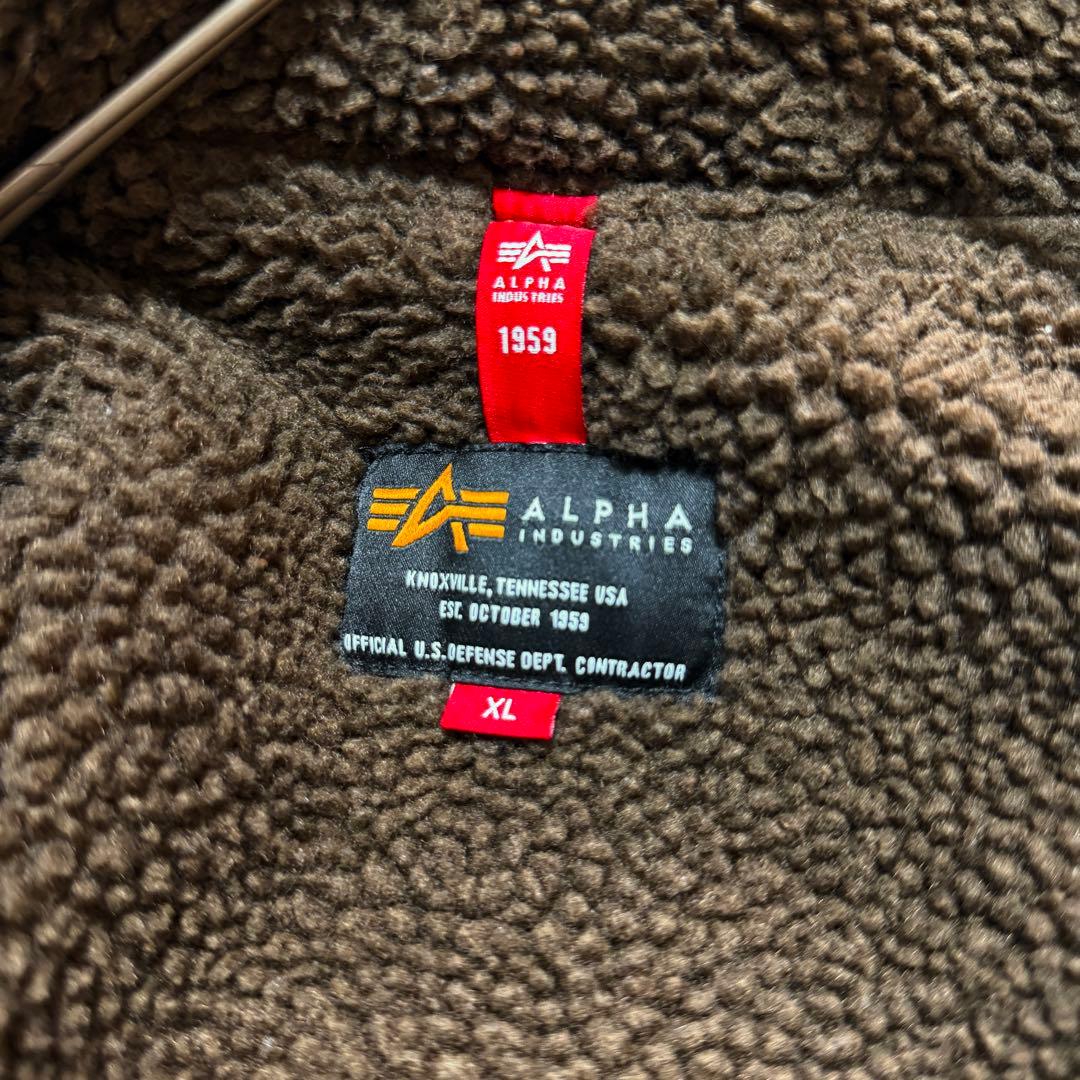 ALPHA
INDUSTRIES
1959
ALPHA
INDUSTRIES
KNOXVILLE, TENNESSEE USA
EST. OCTOBER 1959
OFFICIAL U.S. DEFENSE DEPT. CONTRACTOR
XL